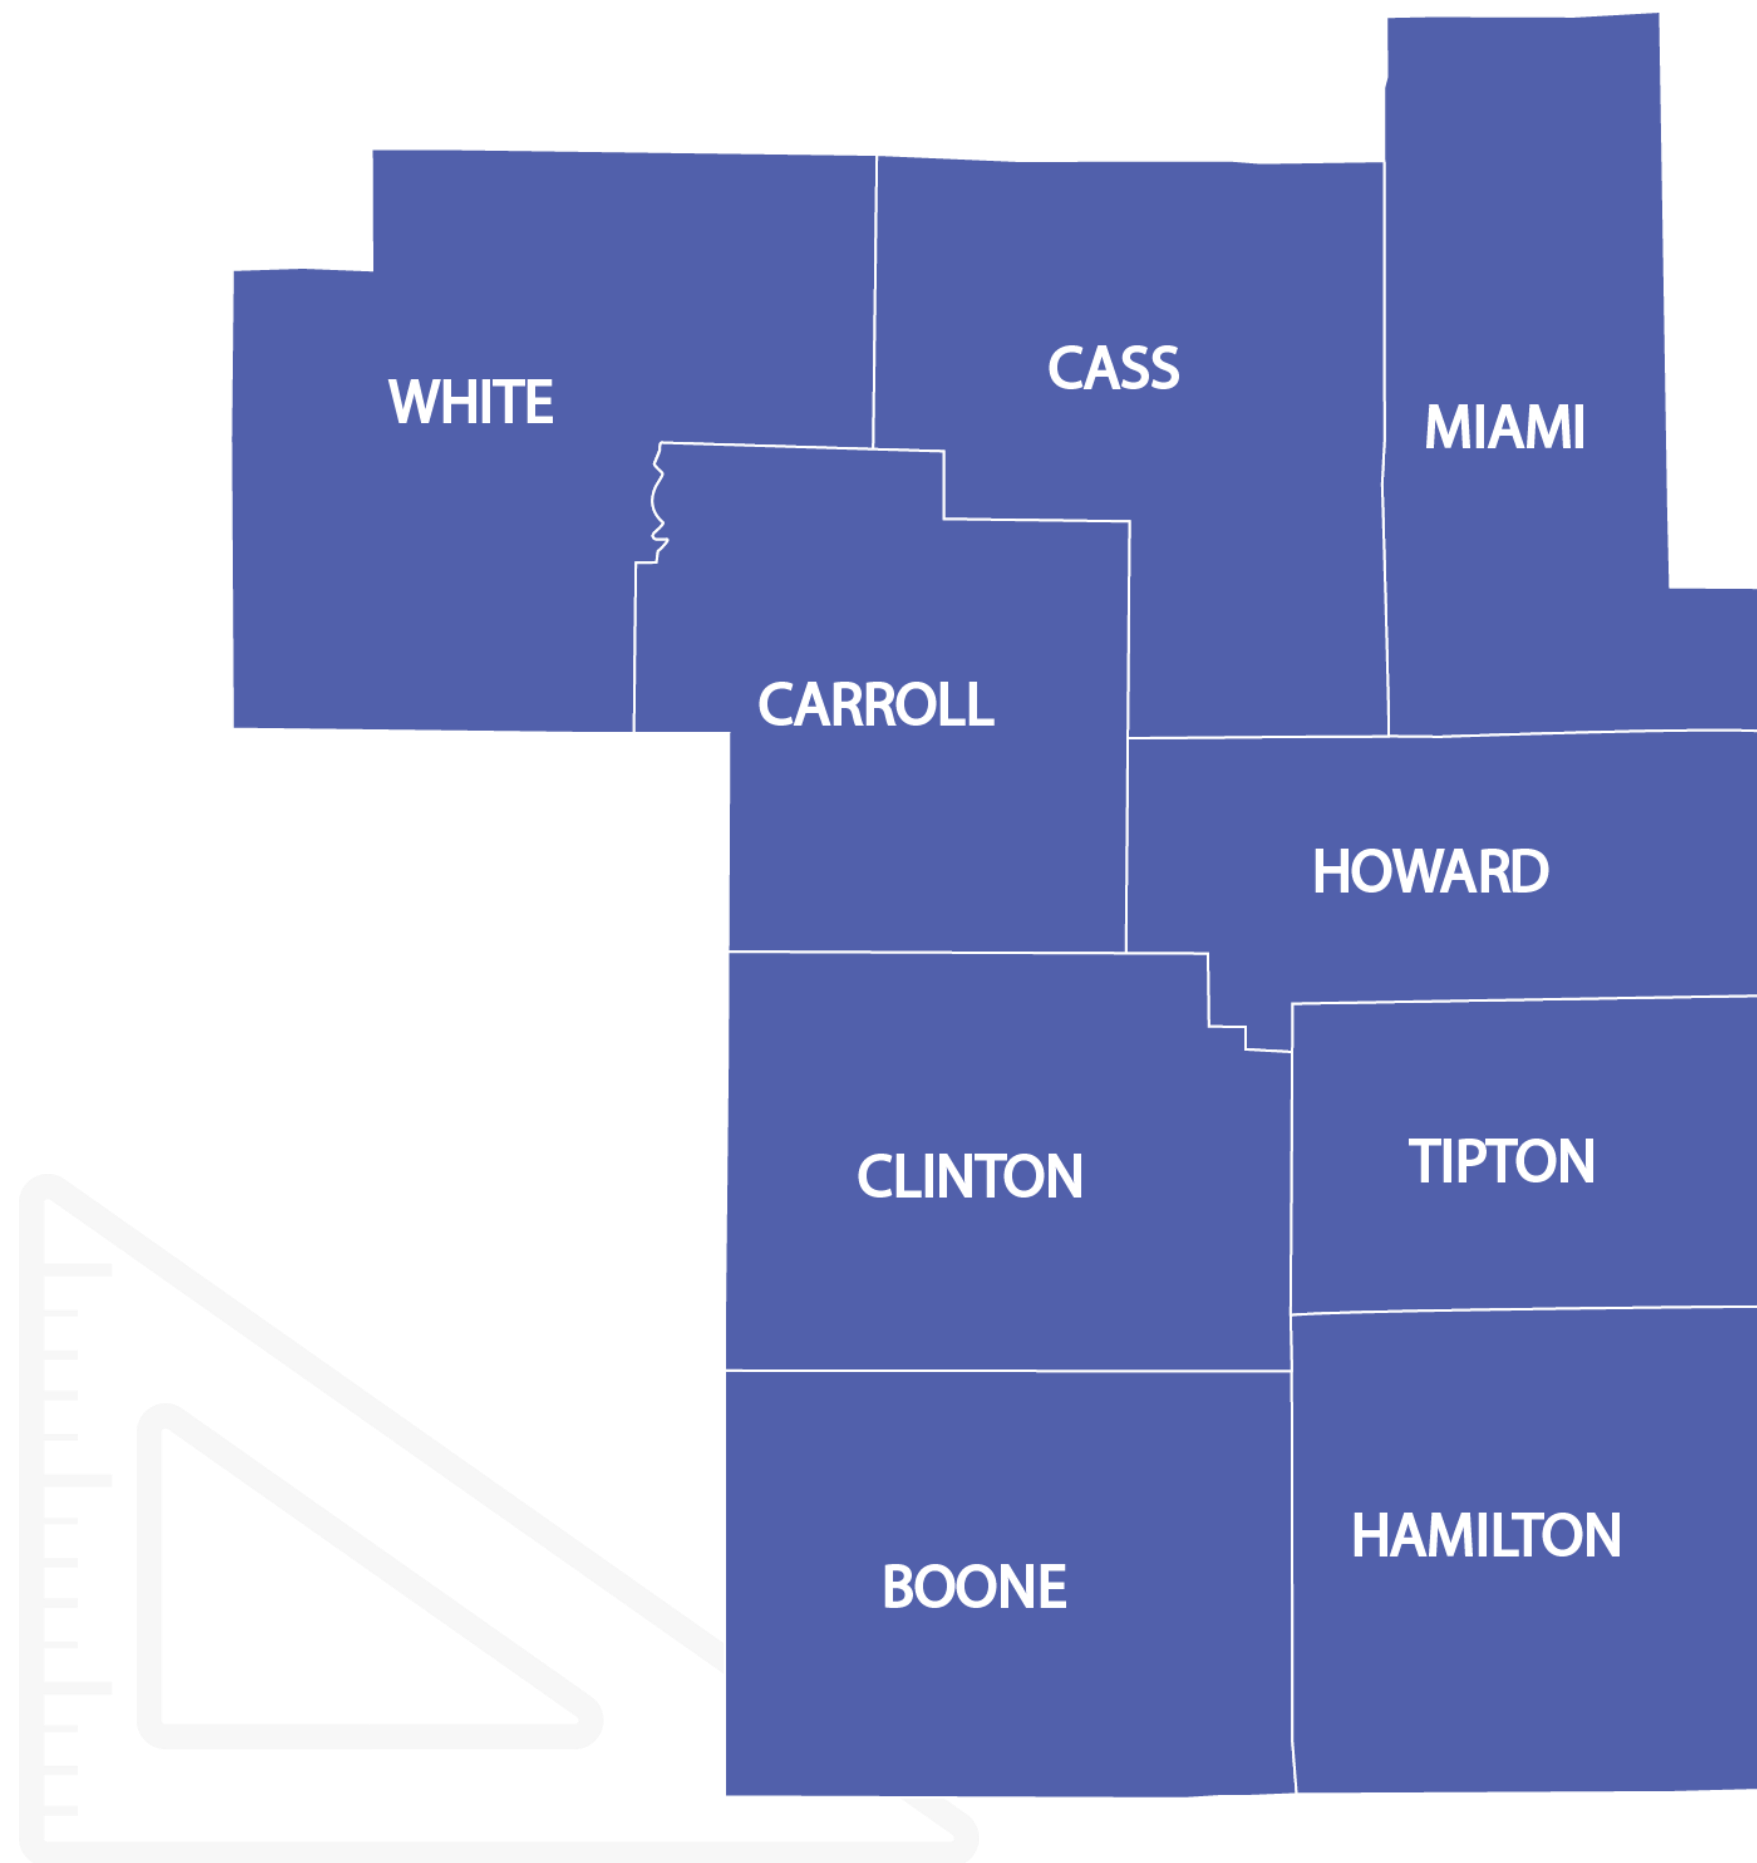 CASS
WHITE
MIAMI
CARROLL
HOWARD
TIPTON
CLINTON
HAMILTON
BOONE